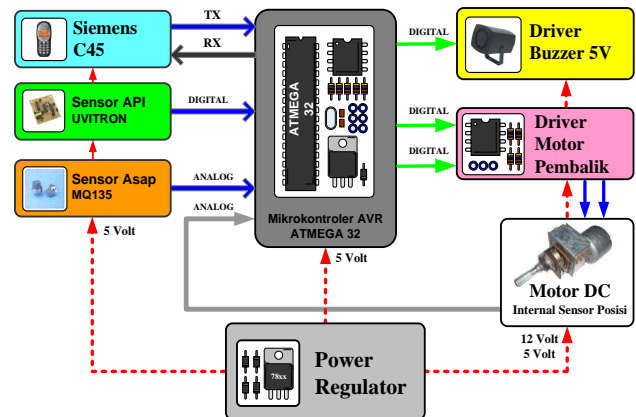 Siemens
C45
TX
RX
Sensor API
UVITRON
DIGITAL
Sensor Asap
MQ135
ANALOG
ANALOG
5 Volt
ATMEGA
32
Mikrokontroler AVR
ATMEGA 32
5 Volt
DIGITAL
DIGITAL
DIGITAL
Driver
Buzzer 5V
Driver
Motor
Pembalik
Motor DC
Internal Sensor Posisi
12 Volt
5 Volt
78xx
Power
Regulator